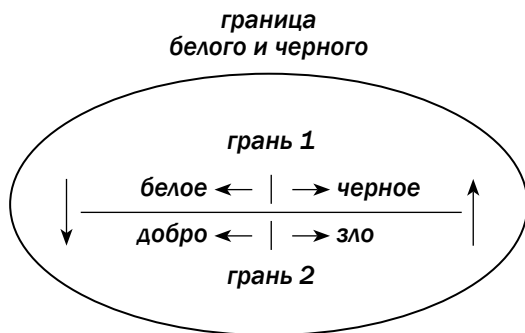 граница
белого и черного
грань 1
белое черное
добро зло
грань 2